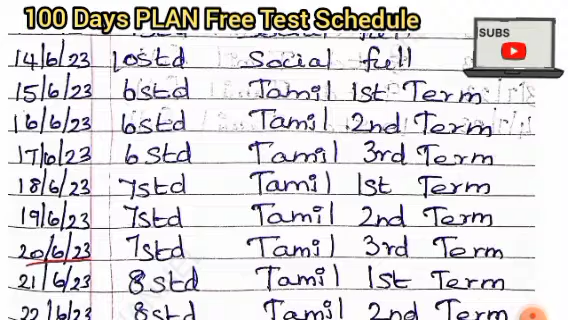 100 Days PLAN Free Test Schedule
SUBS
14/6/23 10std Social full
15/6/23 6std Tamil 1st Term
16/6/23 6std Tamil 2nd Term
17/6/23 6std Tamil 3rd Term
18/6/23 7std Tamil 1st Term
19/6/23 7std Tamil 2nd Term
20/6/23 7std Tamil 3rd Term
21/6/23 8std Tamil 1st Term
22/6/23 8std Tamil 2nd Term